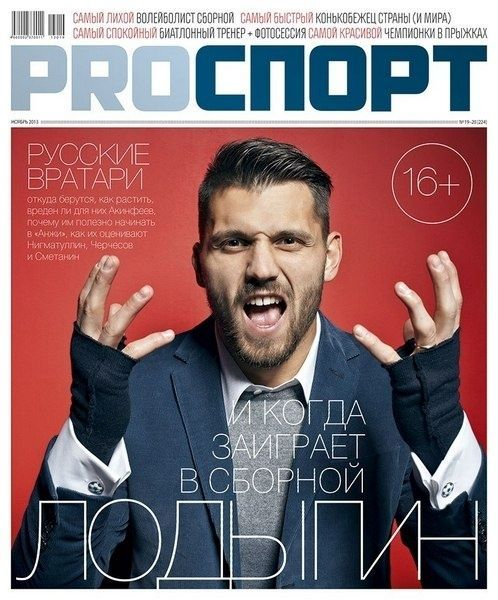 САМЫЙ ЛИХОЙ ВОЛЕЙБОЛИСТ СБОРНОЙ САМЫЙ БЫСТРЫЙ КОНЬКОБЕЖЕЦ СТРАНЫ (И МИРА)
САМЫЙ СПОКОЙНЫЙ БИАТЛОННЫЙ ТРЕНЕР + ФОТОСЕССИЯ САМОЙ КРАСИВОЙ ЧЕМПИОНКИ В ПРЫЖКАХ
PROСПОРТ
НОЯБРЬ 2013 №19–20 (224)
РУССКИЕ
ВРАТАРИ
откуда берутся, как растить,
вреден ли для них Акинфеев,
почему им полезно начинать
в «Анжи», как их оценивают
Нигматуллин, Черчесов
и Сметанин
16+
И КОГДА
ЗАИГРАЕТ
В СБОРНОЙ
ЛОДЫГИН